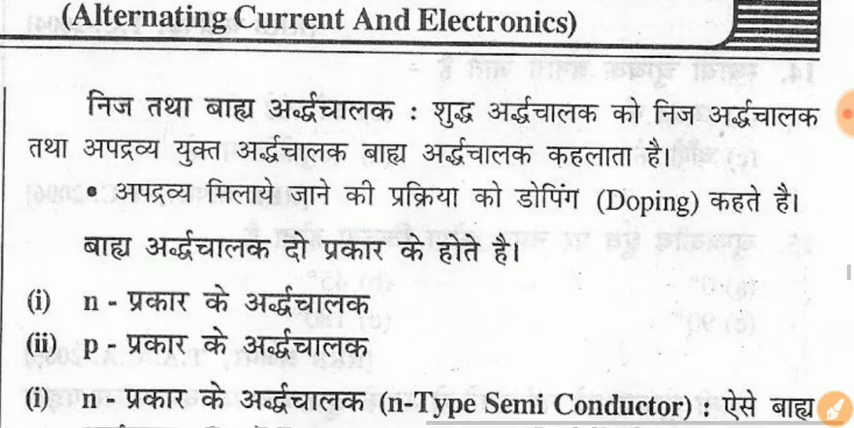 (Alternating Current And Electronics)
निज तथा बाह्य अर्द्धचालक : शुद्ध अर्द्धचालक को निज अर्द्धचालक
तथा अपद्रव्य युक्त अर्द्धचालक बाह्य अर्द्धचालक कहलाता है।
• अपद्रव्य मिलाये जाने की प्रक्रिया को डोपिंग (Doping) कहते है।
बाह्य अर्द्धचालक दो प्रकार के होते है।
(i) n - प्रकार के अर्द्धचालक
(ii) p - प्रकार के अर्द्धचालक
(i) n - प्रकार के अर्द्धचालक (n-Type Semi Conductor) : ऐसे बाह्य